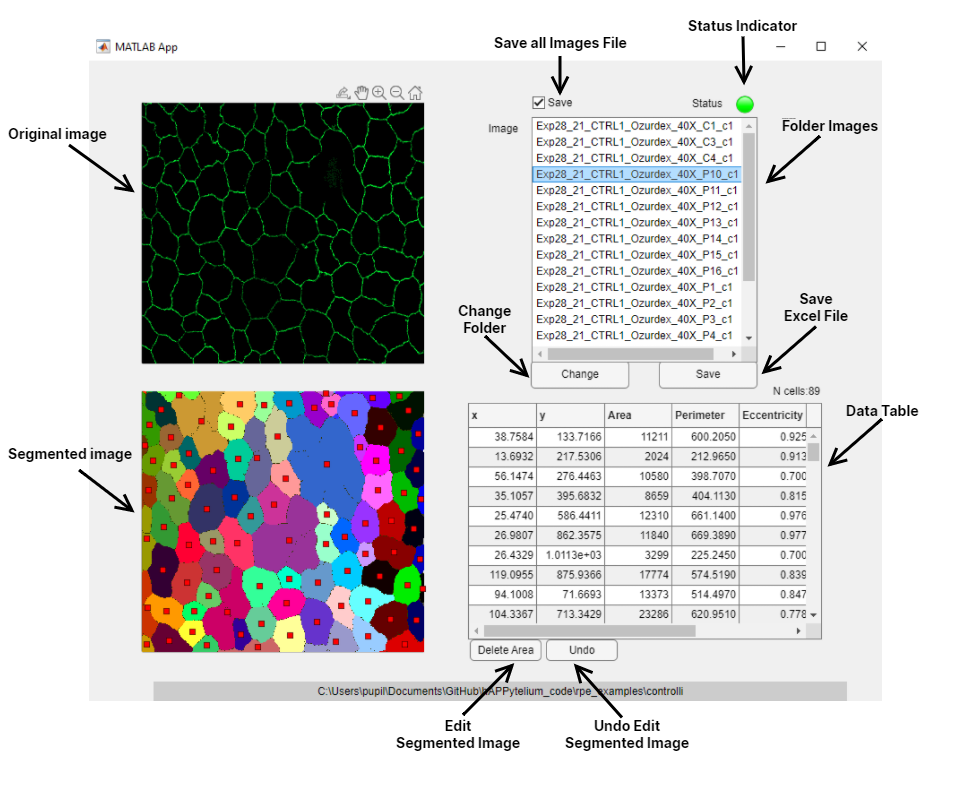 Status Indicator
Save all Images File
MATLAB App
Save
Status
Original image
Image
Folder Images
Exp28_21_CTRL1_Ozurdex_40X_C1_c1
Exp28_21_CTRL1_Ozurdex_40X_C3_c1
Exp28_21_CTRL1_Ozurdex_40X_C4_c1
Exp28_21_CTRL1_Ozurdex_40X_P10_c1
Exp28_21_CTRL1_Ozurdex_40X_P11_c1
Exp28_21_CTRL1_Ozurdex_40X_P12_c1
Exp28_21_CTRL1_Ozurdex_40X_P13_c1
Exp28_21_CTRL1_Ozurdex_40X_P14_c1
Exp28_21_CTRL1_Ozurdex_40X_P15_c1
Exp28_21_CTRL1_Ozurdex_40X_P16_c1
Exp28_21_CTRL1_Ozurdex_40X_P1_c1
Exp28_21_CTRL1_Ozurdex_40X_P2_c1
Exp28_21_CTRL1_Ozurdex_40X_P3_c1
Exp28_21_CTRL1_Ozurdex_40X_P4_c1
Change
Folder
Save
Excel File
Change
Save
N cells:89
x y Area Perimeter Eccentricity
38.7584 133.7166 11211 600.2050 0.925
13.6932 217.5306 2024 212.9650 0.913
56.1474 276.4463 10580 398.7070 0.700
35.1057 395.6832 8659 404.1130 0.815
25.4740 586.4411 12310 661.1400 0.976
26.9807 862.3575 11840 669.3890 0.977
26.4329 1.0113e+03 3299 225.2450 0.700
119.0955 875.9366 17774 574.5190 0.839
94.1008 71.6693 13373 514.4970 0.847
104.3367 713.3429 23286 620.9510 0.778
Data Table
Segmented image
Delete Area
Undo
C:\Users\pupil\Documents\GitHub\hAPPytelium_code\rpe_examples\controlli
Edit
Segmented Image
Undo Edit
Segmented Image